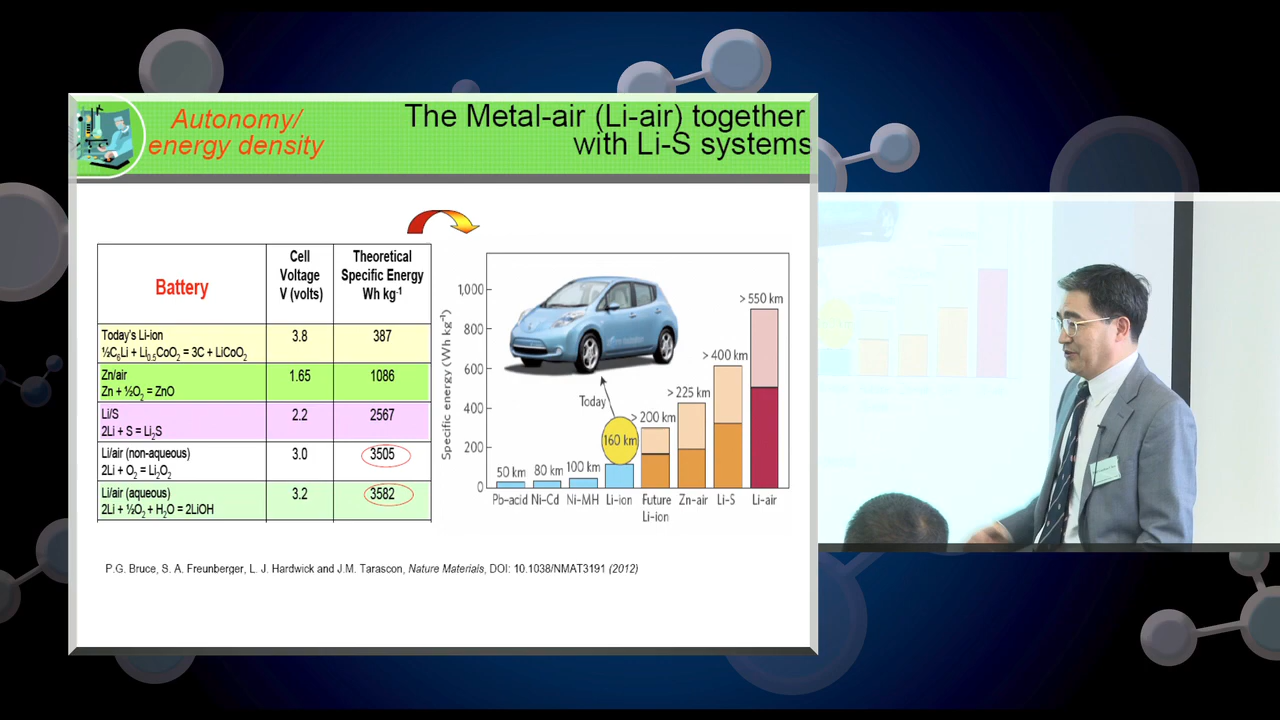 Autonomy/
energy density
The Metal-air (Li-air) together
with Li-S systems
Battery
Cell
Voltage
V (volts)
Theoretical
Specific Energy
Wh kg⁻¹
Today's Li-ion
½C₆Li + Li₀.₅CoO₂ = 3C + LiCoO₂
3.8
387
Zn/air
Zn + ½O₂ = ZnO
1.65
1086
Li/S
2Li + S = Li₂S
2.2
2567
Li/air (non-aqueous)
2Li + O₂ = Li₂O₂
3.0
3505
Li/air (aqueous)
2Li + ½O₂ + H₂O = 2LiOH
3.2
3582
Specific energy (Wh kg⁻¹)
1,000
800
600
400
200
0
Today
50 km
80 km
100 km
160 km
> 200 km
> 225 km
> 400 km
> 550 km
Pb-acid
Ni-Cd
Ni-MH
Li-ion
Future
Li-ion
Zn-air
Li-S
Li-air
P.G. Bruce, S. A. Freunberger, L. J. Hardwick and J.M. Tarascon, Nature Materials, DOI: 10.1038/NMAT3191 (2012)